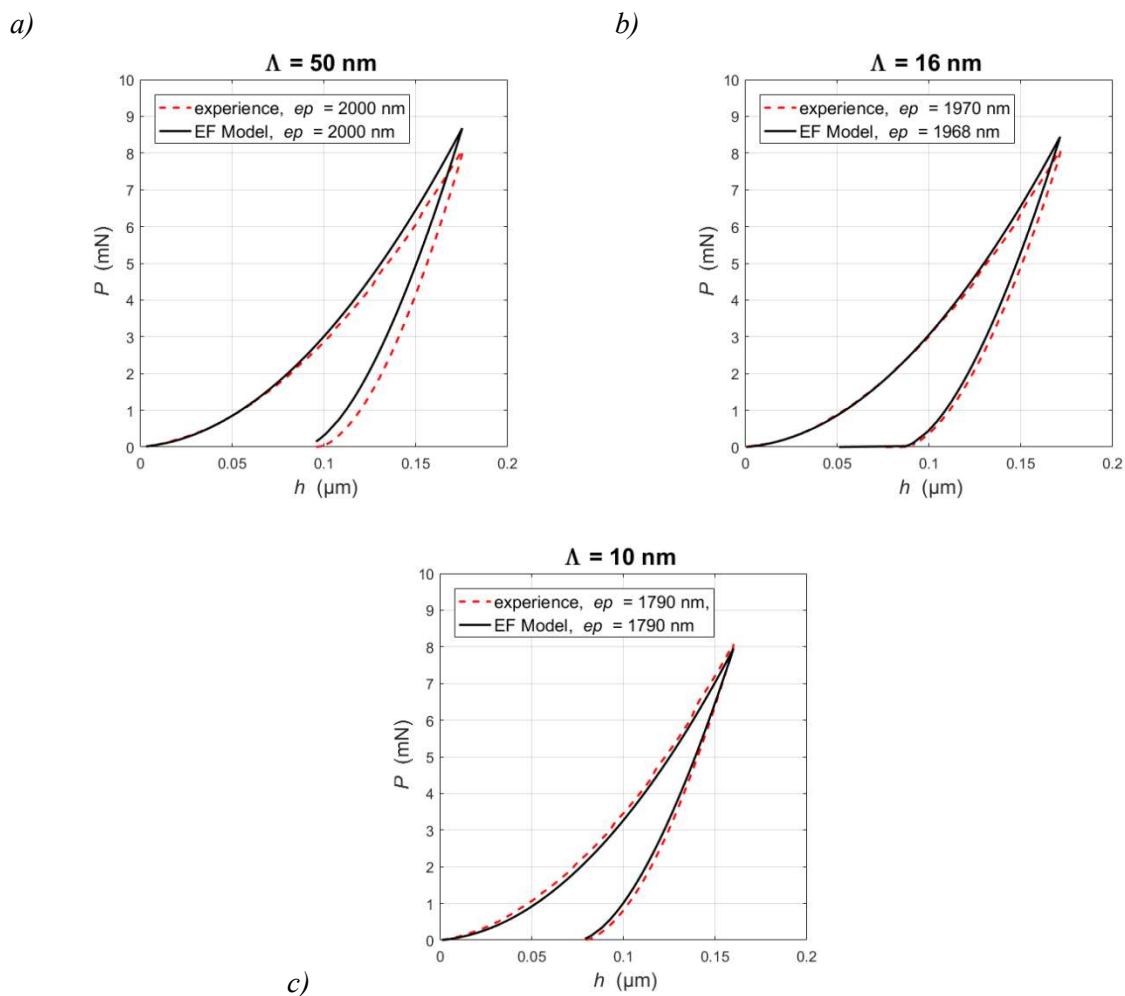 a)
b)
Λ = 50 nm
10
9
8
7
6
5
4
3
2
1
0
P (mN)
experience, ep = 2000 nm
EF Model, ep = 2000 nm
0
0.05
0.1
0.15
0.2
h (µm)
Λ = 16 nm
10
9
8
7
6
5
4
3
2
1
0
P (mN)
experience, ep = 1970 nm
EF Model, ep = 1968 nm
0
0.05
0.1
0.15
0.2
h (µm)
Λ = 10 nm
10
9
8
7
6
5
4
3
2
1
0
P (mN)
experience, ep = 1790 nm,
EF Model, ep = 1790 nm
0
0.05
0.1
0.15
0.2
h (µm)
c)